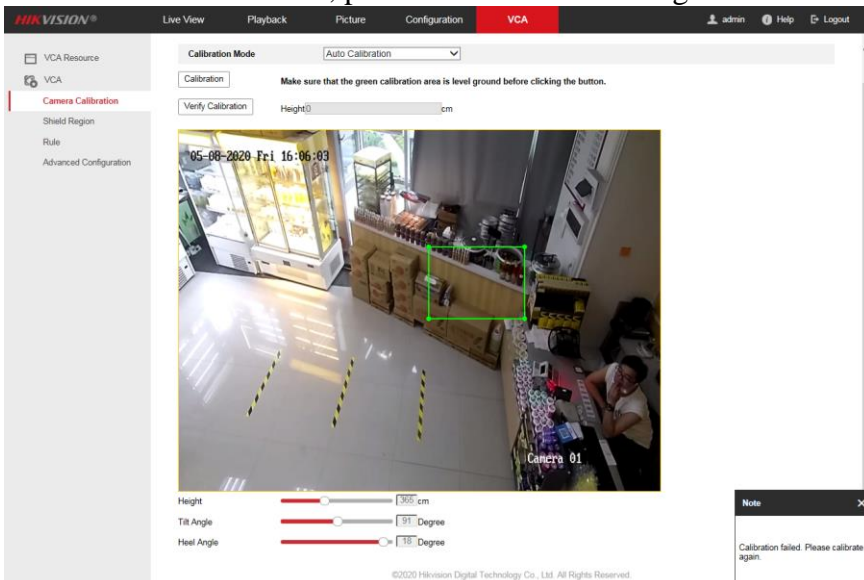 HIKVISION®
Live View Playback Picture Configuration VCA admin Help Logout
VCA Resource
VCA
Camera Calibration
Shield Region
Rule
Advanced Configuration
Calibration Mode Auto Calibration
Calibration Make sure that the green calibration area is level ground before clicking the button.
Verify Calibration Height 0 cm
05-08-2020 Fri 16:06:03
Camera 01
Height 365 cm
Tilt Angle 91 Degree
Heel Angle 18 Degree
Note
Calibration failed. Please calibrate
again.
©2020 Hikvision Digital Technology Co., Ltd. All Rights Reserved.